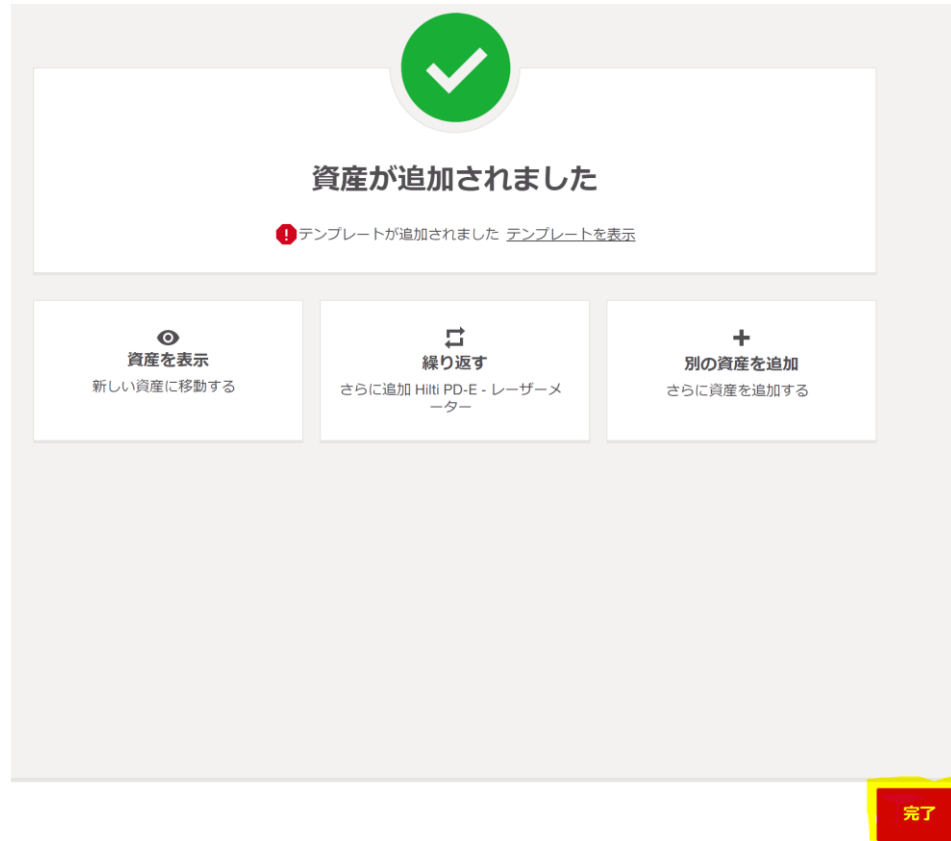 資産が追加されました
テンプレートが追加されました テンプレートを表示
資産を表示
新しい資産に移動する
繰り返す
さらに追加 Hilti PD-E - レーザーメ
ーター
別の資産を追加
さらに資産を追加する
完了